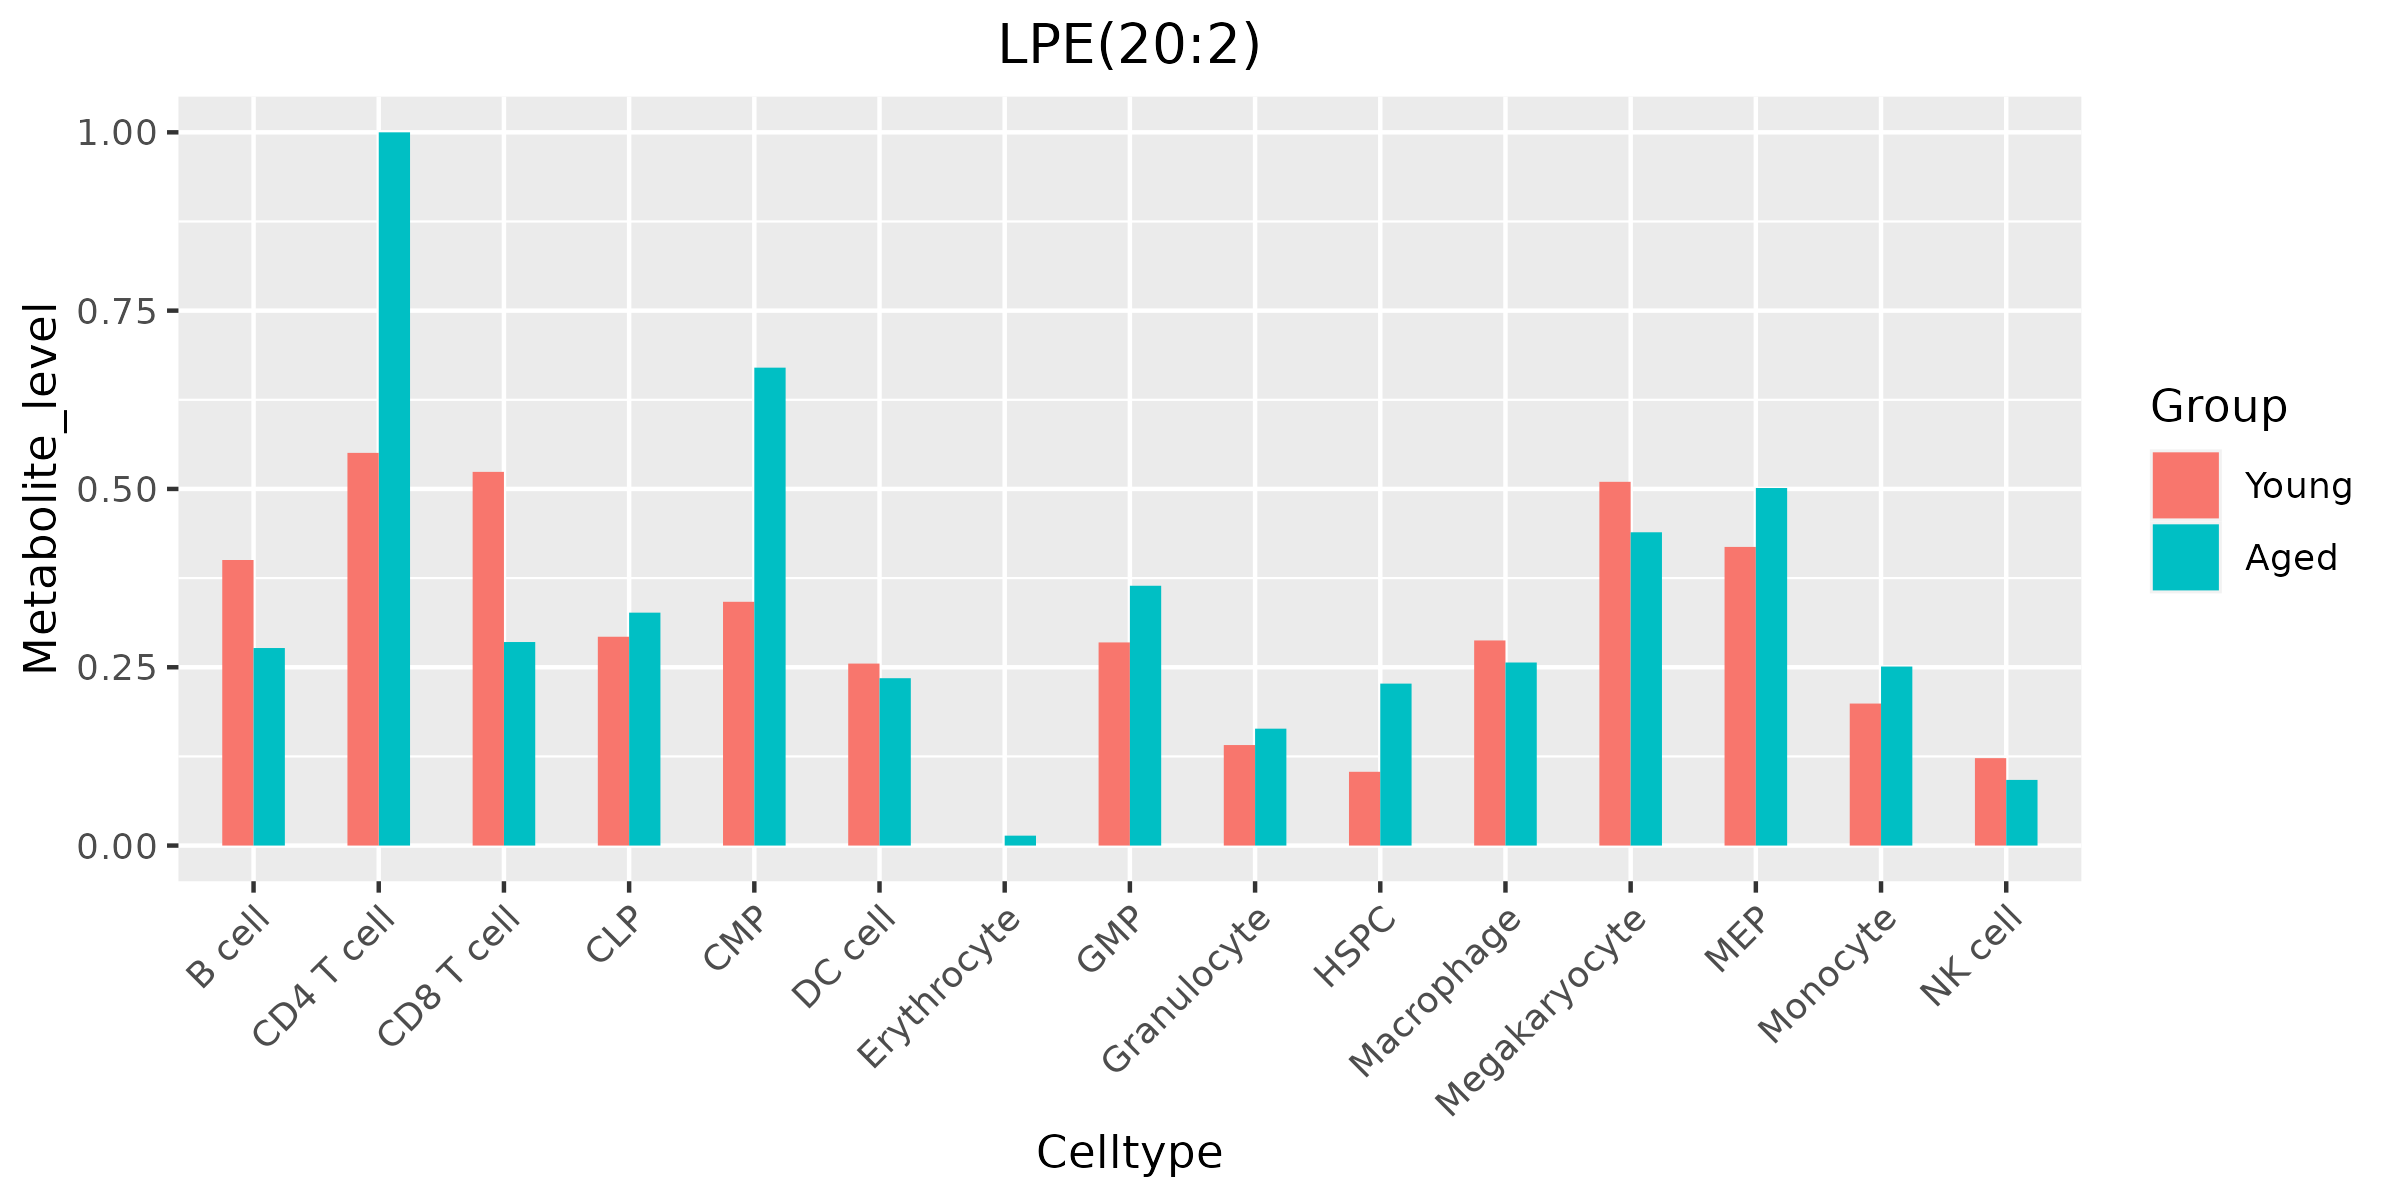 LPE(20:2)
Metabolite_level
1.00
0.75
0.50
0.25
0.00
B cell
CD4 T cell
CD8 T cell
CLP
CMP
DC cell
Erythrocyte
GMP
Granulocyte
HSPC
Macrophage
Megakaryocyte
MEP
Monocyte
NK cell
Celltype
Group
Young
Aged